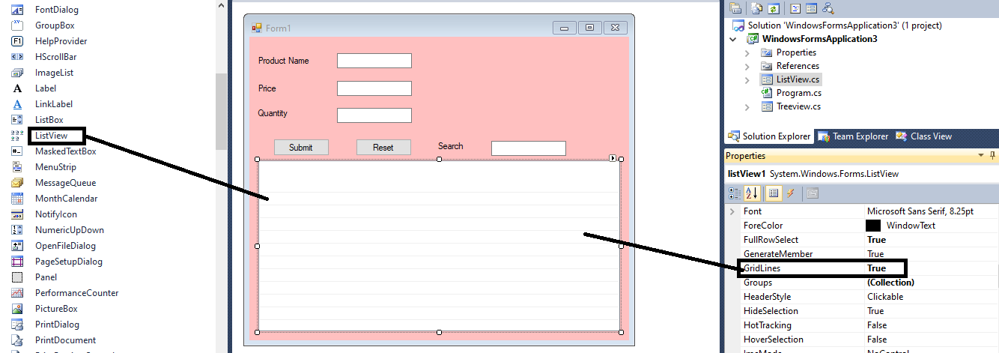 FontDialog
GroupBox
HelpProvider
HScrollBar
ImageList
Label
LinkLabel
ListBox
ListView
MaskedTextBox
MenuStrip
MessageQueue
MonthCalendar
NotifyIcon
NumericUpDown
OpenFileDialog
PageSetupDialog
Panel
PerformanceCounter
PictureBox
PrintDialog
PrintDocument
Form1
Product Name
Price
Quantity
Submit Reset Search
Solution 'WindowsFormsApplication3' (1 project)
WindowsFormsApplication3
Properties
References
ListView.cs
Program.cs
Treeview.cs
Solution Explorer Team Explorer Class View
Properties
listView1 System.Windows.Forms.ListView
Font Microsoft Sans Serif, 8.25pt
ForeColor WindowText
FullRowSelect True
GenerateMember True
GridLines True
Groups (Collection)
HeaderStyle Clickable
HideSelection True
HotTracking False
HoverSelection False